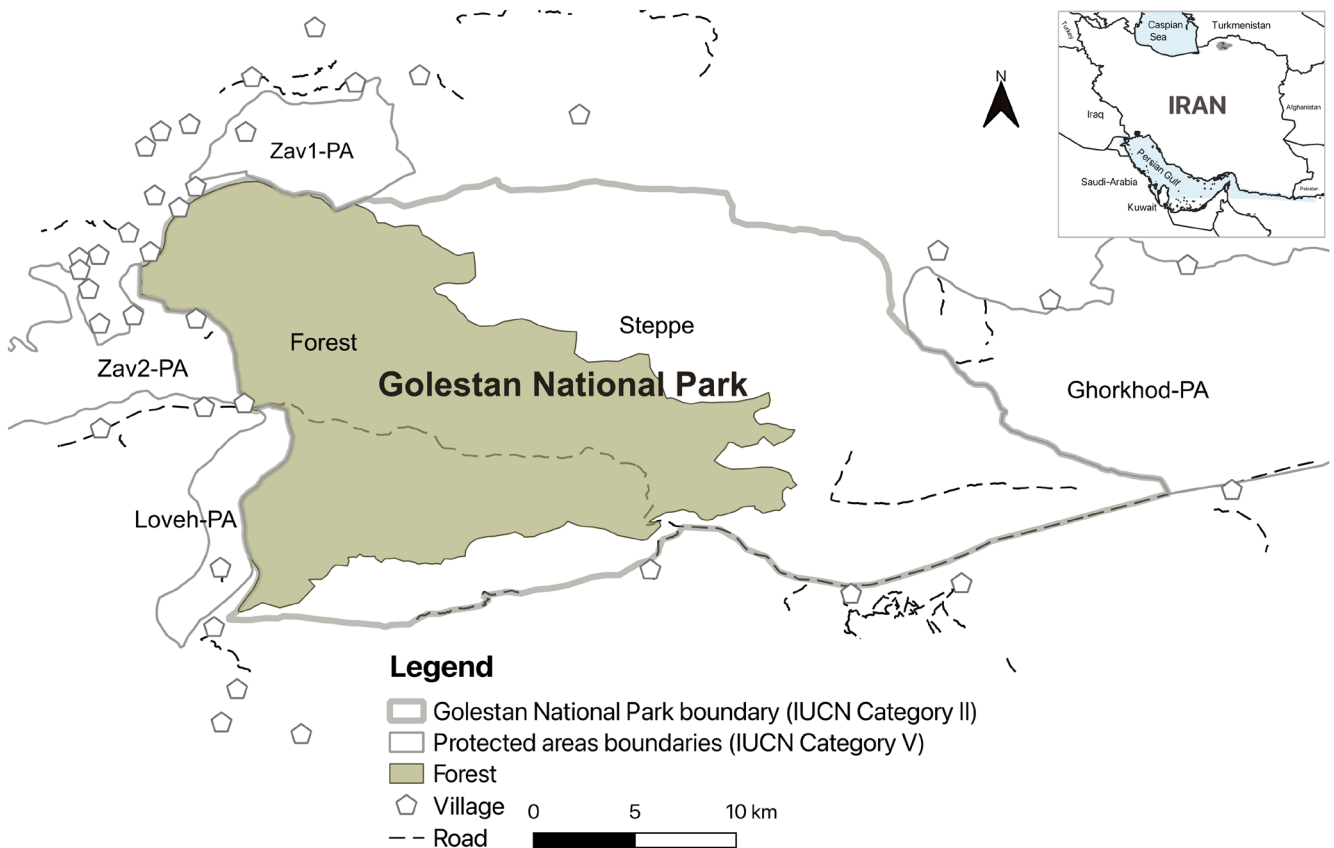 Turkey
Caspian
Sea
Turkmenistan
IRAN
Iraq
Afghanistan
Persian Gulf
Saudi-Arabia
Kuwait
Pakistan
N
Zav1-PA
Steppe
Forest
Zav2-PA
Golestan National Park
Ghorkhod-PA
Loveh-PA
Legend
Golestan National Park boundary (IUCN Category II)
Protected areas boundaries (IUCN Category V)
Forest
Village
Road
0 5 10 km